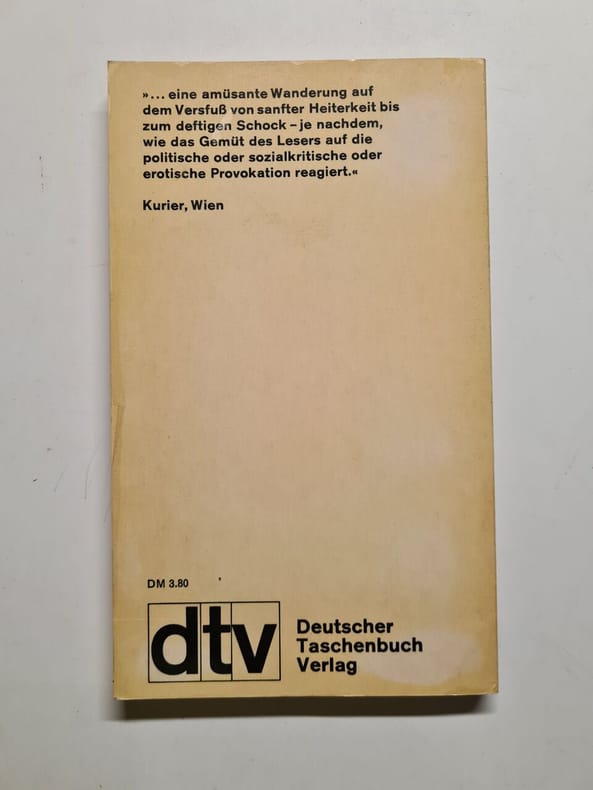 »... eine amüsante Wanderung auf
dem Versfuß von sanfter Heiterkeit bis
zum deftigen Schock – je nachdem,
wie das Gemüt des Lesers auf die
politische oder sozialkritische oder
erotische Provokation reagiert.«
Kurier, Wien
DM 3.80
dtv
Deutscher
Taschenbuch
Verlag